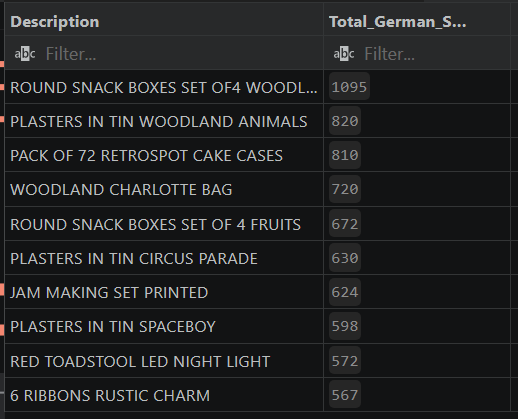 Description Total_German_S...
abc Filter... abc Filter...
ROUND SNACK BOXES SET OF4 WOODL... 1095
PLASTERS IN TIN WOODLAND ANIMALS 820
PACK OF 72 RETROSPOT CAKE CASES 810
WOODLAND CHARLOTTE BAG 720
ROUND SNACK BOXES SET OF 4 FRUITS 672
PLASTERS IN TIN CIRCUS PARADE 630
JAM MAKING SET PRINTED 624
PLASTERS IN TIN SPACEBOY 598
RED TOADSTOOL LED NIGHT LIGHT 572
6 RIBBONS RUSTIC CHARM 567